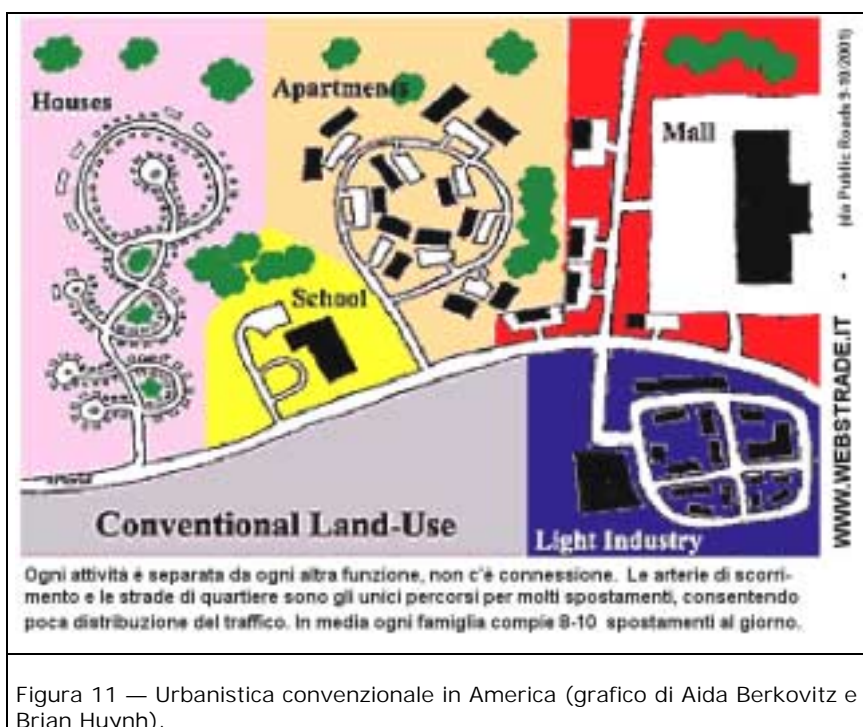 Houses
Apartments
Mall
School
Conventional Land-Use
Light Industry
(da Public Roads 9-10/2001)
WWW.WEBSTRADE.IT
Ogni attività è separata da ogni altra funzione, non c'è connessione. Le arterie di scorri-
mento e le strade di quartiere sono gli unici percorsi per molti spostamenti, consentendo
poca distribuzione del traffico. In media ogni famiglia compie 8-10 spostamenti al giorno.
Figura 11 — Urbanistica convenzionale in America (grafico di Aida Berkovitz e
Brian Huynh).